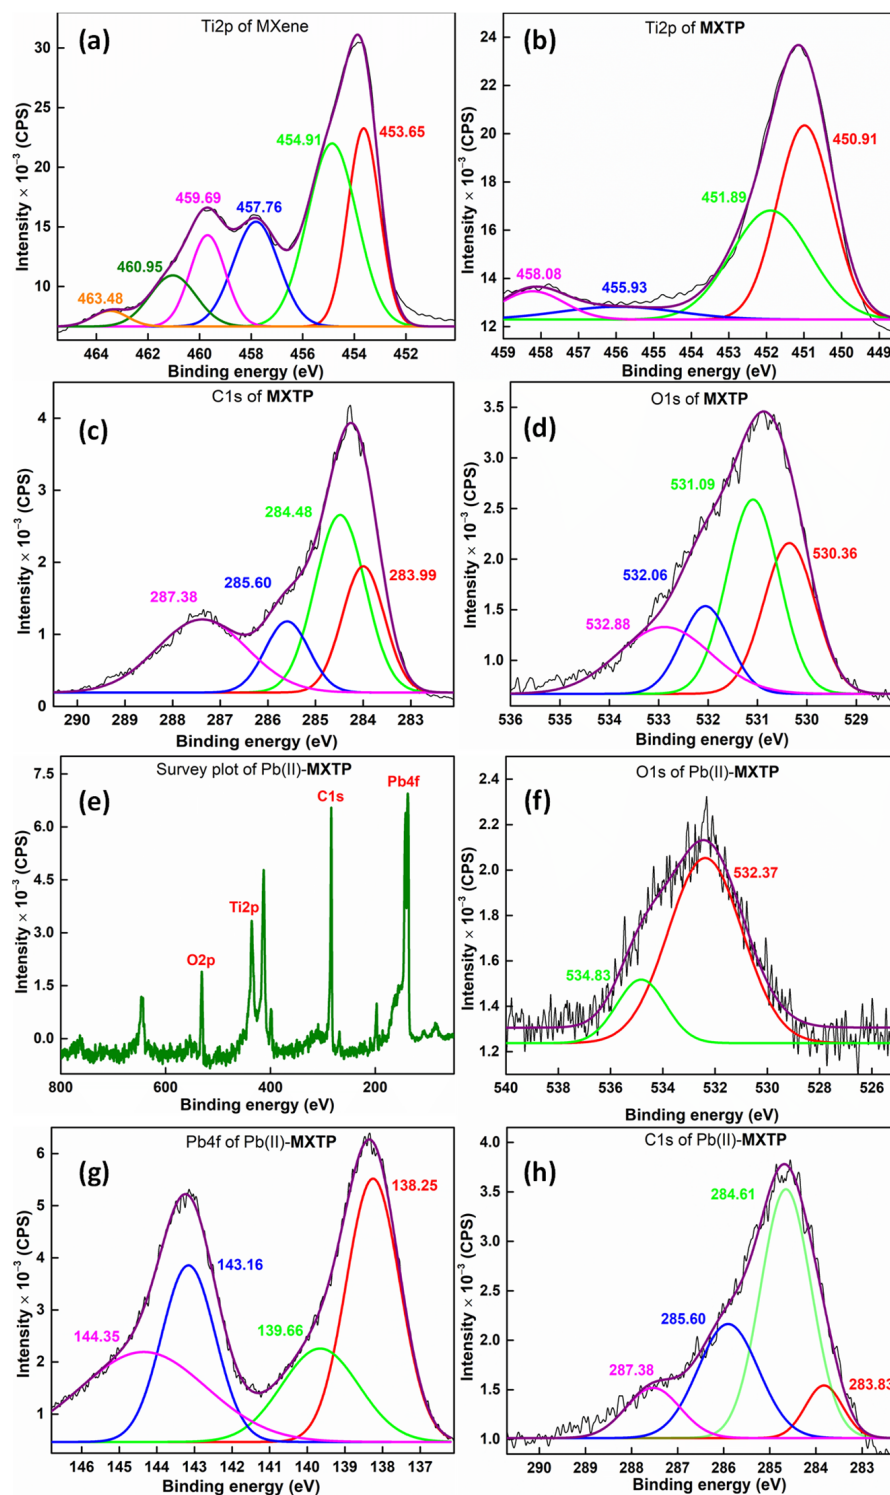 (a)
Ti2p of MXene
Intensity × 10⁻³ (CPS)
30
25
20
15
10
463.48
460.95
459.69
457.76
454.91
453.65
464 462 460 458 456 454 452
Binding energy (eV)
(b)
Ti2p of MXTP
Intensity × 10⁻³ (CPS)
24
22
20
18
16
14
12
458.08
455.93
451.89
450.91
459 458 457 456 455 454 453 452 451 450 449
Binding energy (eV)
(c)
C1s of MXTP
Intensity × 10⁻³ (CPS)
4
3
2
1
0
287.38
285.60
284.48
283.99
290 289 288 287 286 285 284 283
Binding energy (eV)
(d)
O1s of MXTP
Intensity × 10⁻³ (CPS)
3.5
3.0
2.5
2.0
1.5
1.0
532.88
532.06
531.09
530.36
536 535 534 533 532 531 530 529
Binding energy (eV)
(e)
Survey plot of Pb(II)-MXTP
Intensity × 10⁻³ (CPS)
7.5
6.0
4.5
3.0
1.5
0.0
O2p
Ti2p
C1s
Pb4f
800 600 400 200
Binding energy (eV)
(f)
O1s of Pb(II)-MXTP
Intensity × 10⁻³ (CPS)
2.4
2.2
2.0
1.8
1.6
1.4
1.2
534.83
532.37
540 538 536 534 532 530 528 526
Binding energy (eV)
(g)
Pb4f of Pb(II)-MXTP
Intensity × 10⁻³ (CPS)
6
5
4
3
2
1
144.35
143.16
139.66
138.25
146 145 144 143 142 141 140 139 138 137
Binding energy (eV)
(h)
C1s of Pb(II)-MXTP
Intensity × 10⁻³ (CPS)
4.0
3.5
3.0
2.5
2.0
1.5
1.0
287.38
285.60
284.61
283.83
290 289 288 287 286 285 284 283
Binding energy (eV)